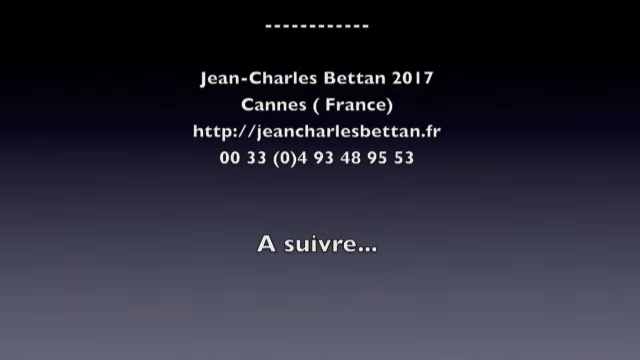 ------------
Jean-Charles Bettan 2017
Cannes ( France)
http://jeancharlesbettan.fr
00 33 (0)4 93 48 95 53
A suivre...